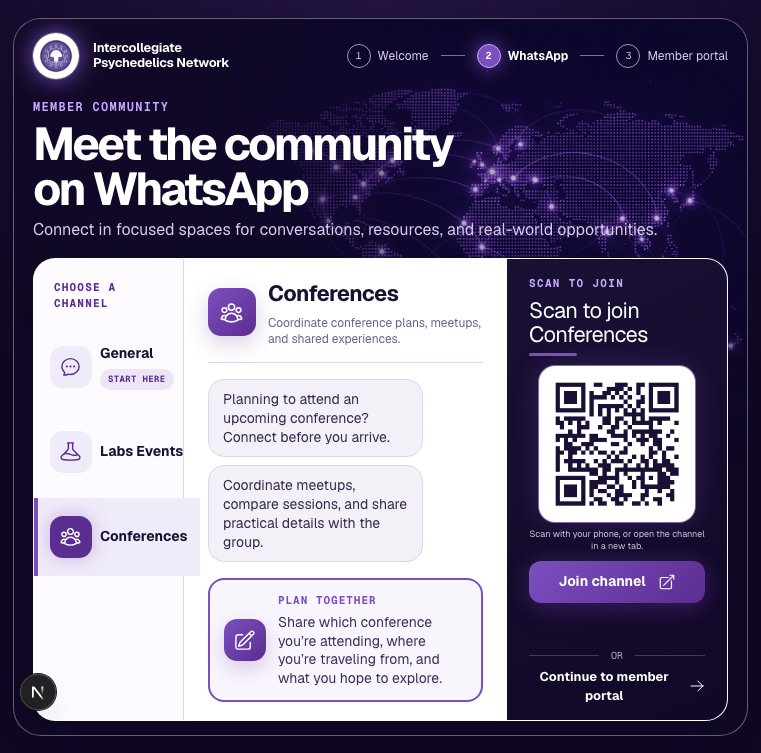 Intercollegiate
Psychedelics Network
1 Welcome
2 WhatsApp
3 Member portal
MEMBER COMMUNITY
Meet the community
on WhatsApp
Connect in focused spaces for conversations, resources, and real-world opportunities.
CHOOSE A
CHANNEL
General
START HERE
Labs Events
Conferences
Conferences
Coordinate conference plans, meetups,
and shared experiences.
Planning to attend an
upcoming conference?
Connect before you arrive.
Coordinate meetups,
compare sessions, and share
practical details with the
group.
PLAN TOGETHER
Share which conference
you're attending, where
you're traveling from, and
what you hope to explore.
SCAN TO JOIN
Scan to join
Conferences
Scan with your phone, or open the channel
in a new tab.
Join channel
OR
Continue to member
portal
N